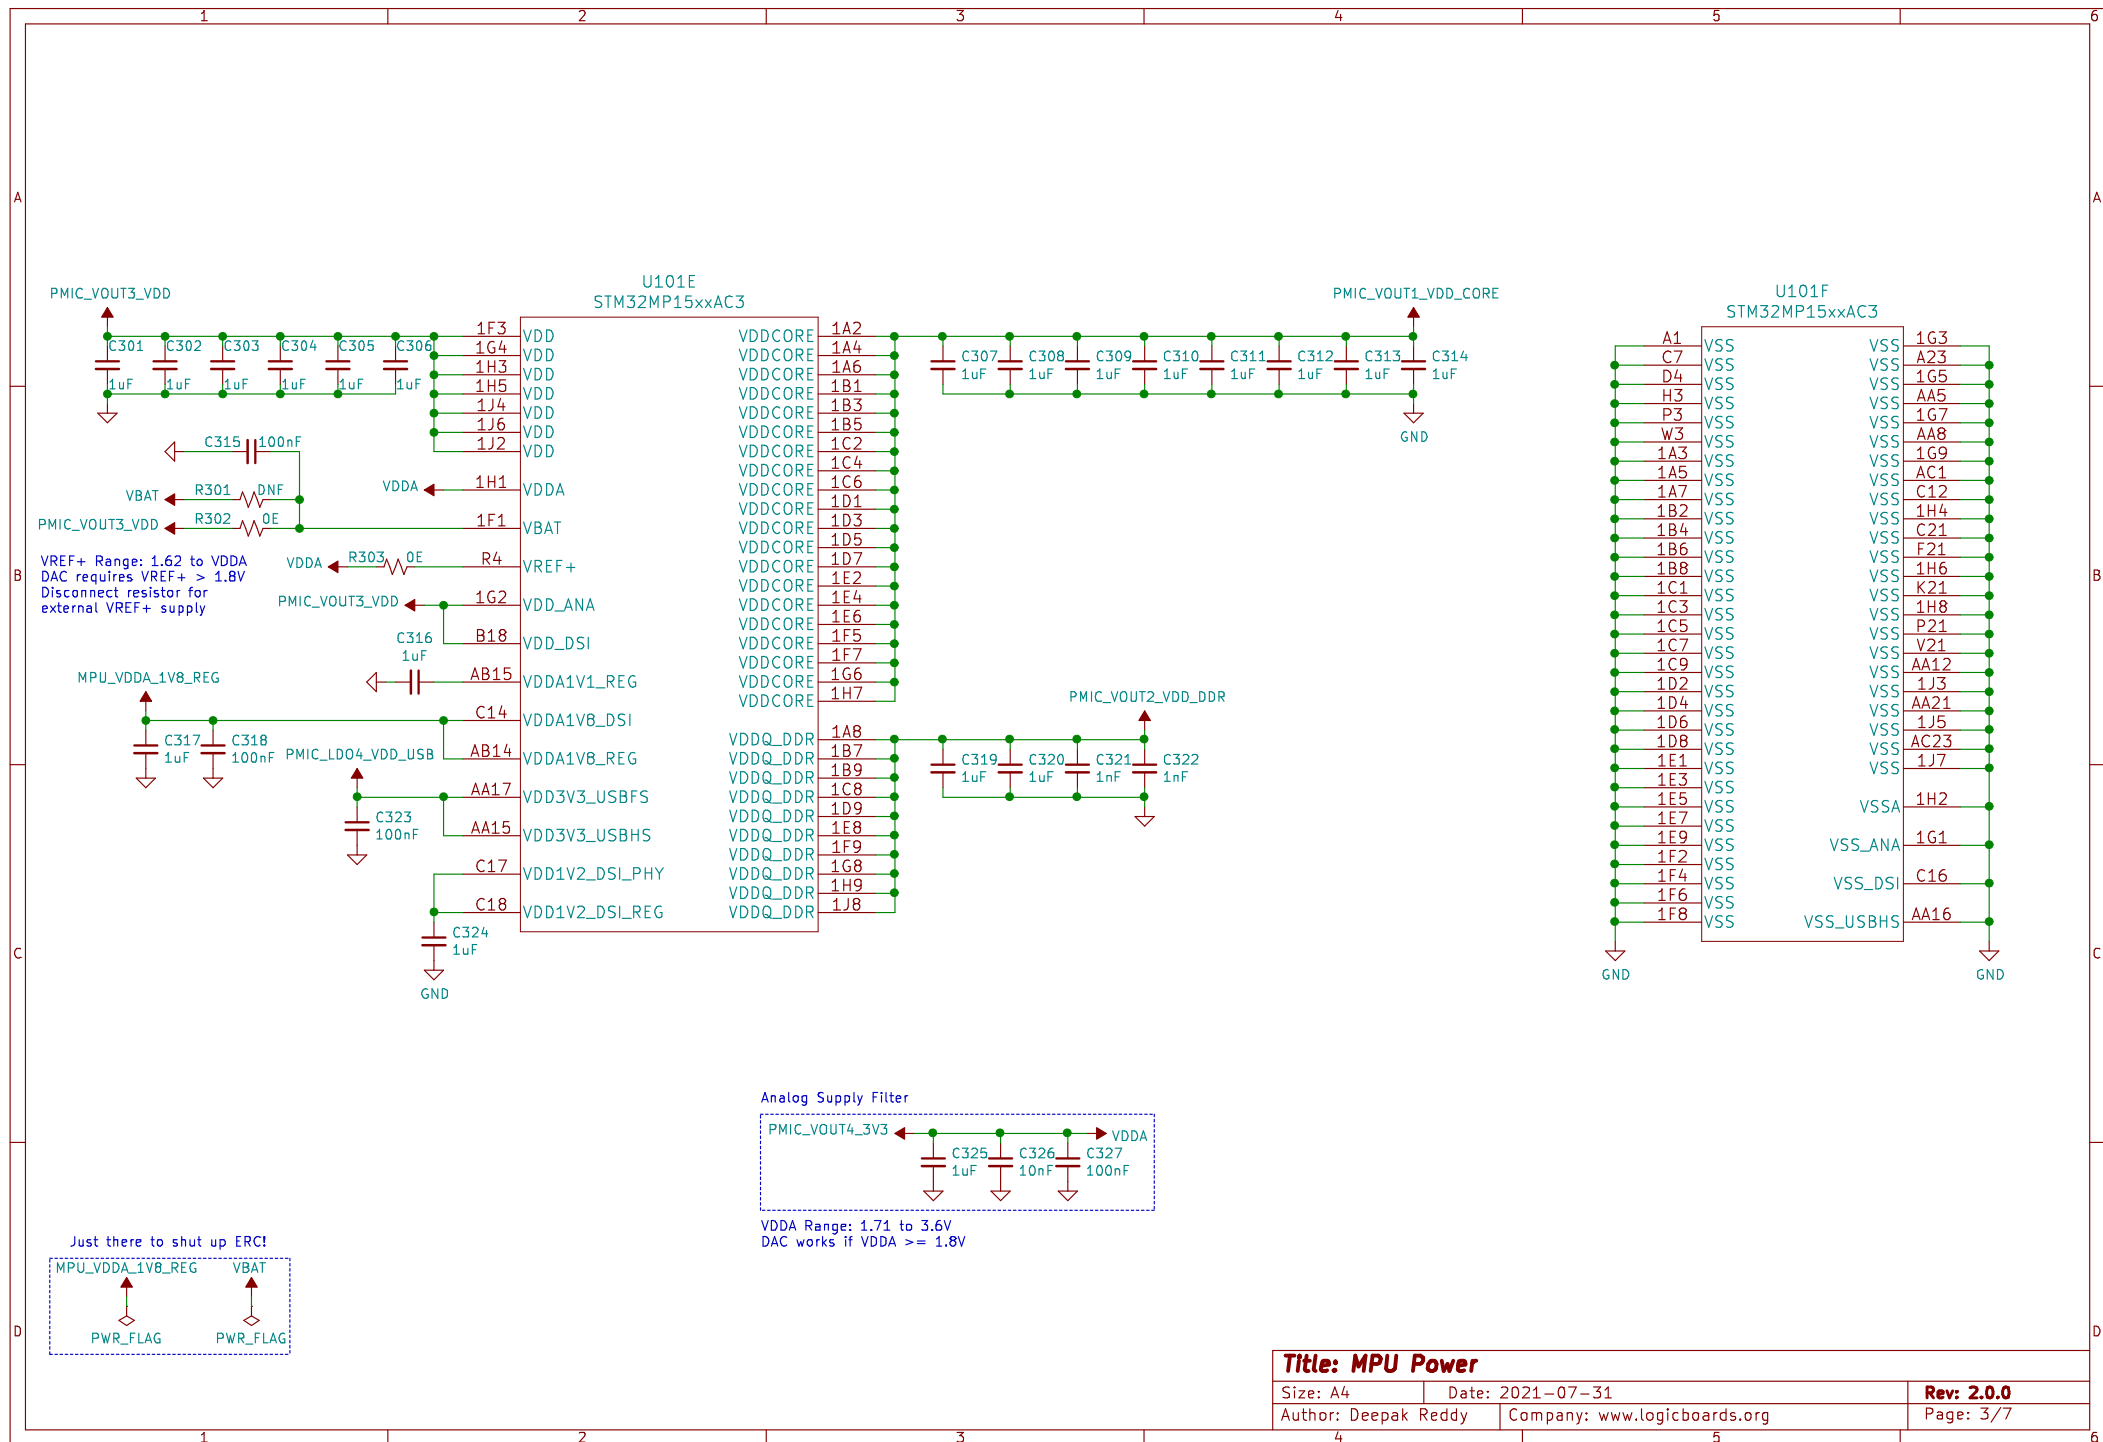 1 2 3 4 5 6
A A
B B
C C
D D
PMIC_VOUT3_VDD
C301 C302 C303 C304 C305 C306
1uF 1uF 1uF 1uF 1uF 1uF
C315 100nF
VBAT R301 DNF
PMIC_VOUT3_VDD R302 0E
VREF+ Range: 1.62 to VDDA
DAC requires VREF+ > 1.8V
Disconnect resistor for
external VREF+ supply
VDDA
VDDA R303 0E
PMIC_VOUT3_VDD
C316
1uF
MPU_VDDA_1V8_REG
C317 C318
1uF 100nF
PMIC_LDO4_VDD_USB
C323
100nF
C324
1uF
GND
U101E
STM32MP15xxAC3
1F3 VDD
1G4 VDD
1H3 VDD
1H5 VDD
1J4 VDD
1J6 VDD
1J2 VDD
1H1 VDDA
1F1 VBAT
R4 VREF+
1G2 VDD_ANA
B18 VDD_DSI
AB15 VDDA1V1_REG
C14 VDDA1V8_DSI
AB14 VDDA1V8_REG
AA17 VDD3V3_USBFS
AA15 VDD3V3_USBHS
C17 VDD1V2_DSI_PHY
C18 VDD1V2_DSI_REG
VDDCORE 1A2
VDDCORE 1A4
VDDCORE 1A6
VDDCORE 1B1
VDDCORE 1B3
VDDCORE 1B5
VDDCORE 1C2
VDDCORE 1C4
VDDCORE 1C6
VDDCORE 1D1
VDDCORE 1D3
VDDCORE 1D5
VDDCORE 1D7
VDDCORE 1E2
VDDCORE 1E4
VDDCORE 1E6
VDDCORE 1F5
VDDCORE 1F7
VDDCORE 1G6
VDDCORE 1H7
VDDQ_DDR 1A8
VDDQ_DDR 1B7
VDDQ_DDR 1B9
VDDQ_DDR 1C8
VDDQ_DDR 1D9
VDDQ_DDR 1E8
VDDQ_DDR 1F9
VDDQ_DDR 1G8
VDDQ_DDR 1H9
VDDQ_DDR 1J8
PMIC_VOUT1_VDD_CORE
C307 C308 C309 C310 C311 C312 C313 C314
1uF 1uF 1uF 1uF 1uF 1uF 1uF 1uF
GND
PMIC_VOUT2_VDD_DDR
C319 C320 C321 C322
1uF 1uF 1nF 1nF
U101F
STM32MP15xxAC3
A1 VSS
C7 VSS
D4 VSS
H3 VSS
P3 VSS
W3 VSS
1A3 VSS
1A5 VSS
1A7 VSS
1B2 VSS
1B4 VSS
1B6 VSS
1B8 VSS
1C1 VSS
1C3 VSS
1C5 VSS
1C7 VSS
1C9 VSS
1D2 VSS
1D4 VSS
1D6 VSS
1D8 VSS
1E1 VSS
1E3 VSS
1E5 VSS
1E7 VSS
1E9 VSS
1F2 VSS
1F4 VSS
1F6 VSS
1F8 VSS
GND
VSS 1G3
VSS A23
VSS 1G5
VSS AA5
VSS 1G7
VSS AA8
VSS 1G9
VSS AC1
VSS C12
VSS 1H4
VSS C21
VSS F21
VSS 1H6
VSS K21
VSS 1H8
VSS P21
VSS V21
VSS AA12
VSS 1J3
VSS AA21
VSS 1J5
VSS AC23
VSS 1J7
VSSA 1H2
VSS_ANA 1G1
VSS_DSI C16
VSS_USBHS AA16
GND
Analog Supply Filter
PMIC_VOUT4_3V3 VDDA
C325 C326 C327
1uF 10nF 100nF
VDDA Range: 1.71 to 3.6V
DAC works if VDDA >= 1.8V
Just there to shut up ERC!
MPU_VDDA_1V8_REG VBAT
PWR_FLAG PWR_FLAG
Title: MPU Power
Size: A4 Date: 2021-07-31 Rev: 2.0.0
Author: Deepak Reddy Company: www.logicboards.org Page: 3/7
1 2 3 4 5 6